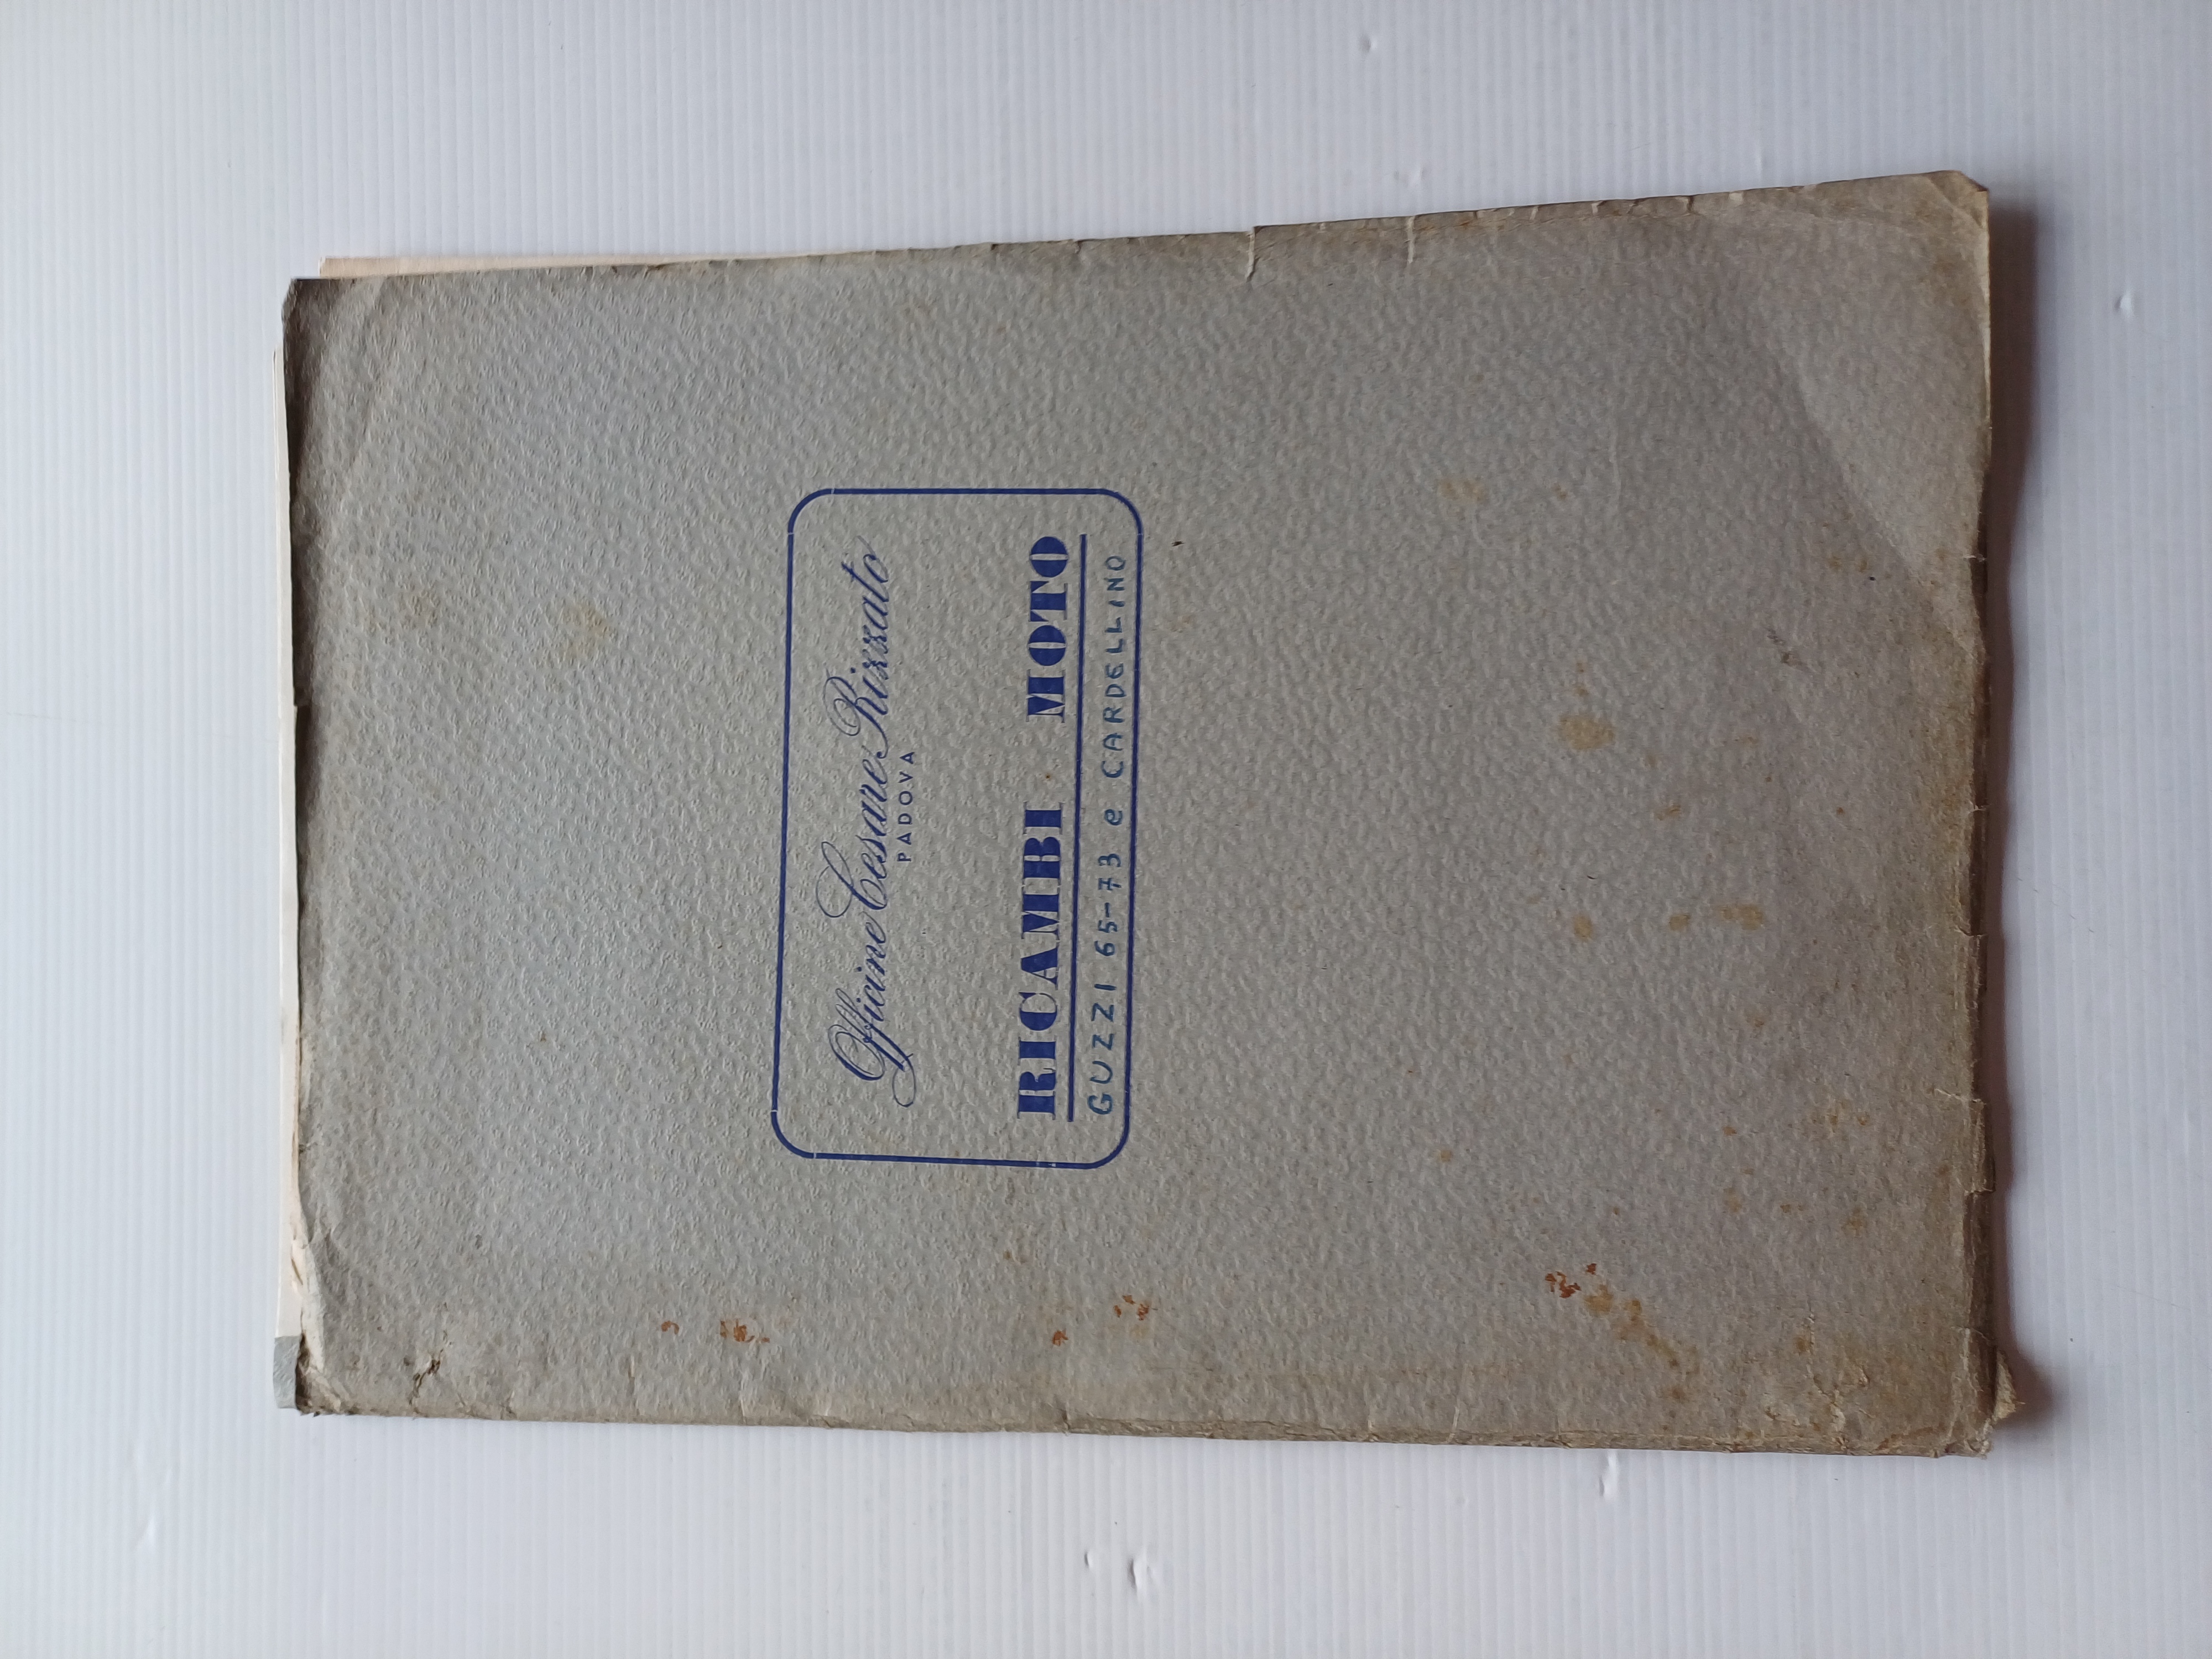 Officine Cesare Rizzato
PADOVA
RICAMBI MOTO
GUZZI 65-73 e CARDELLINO